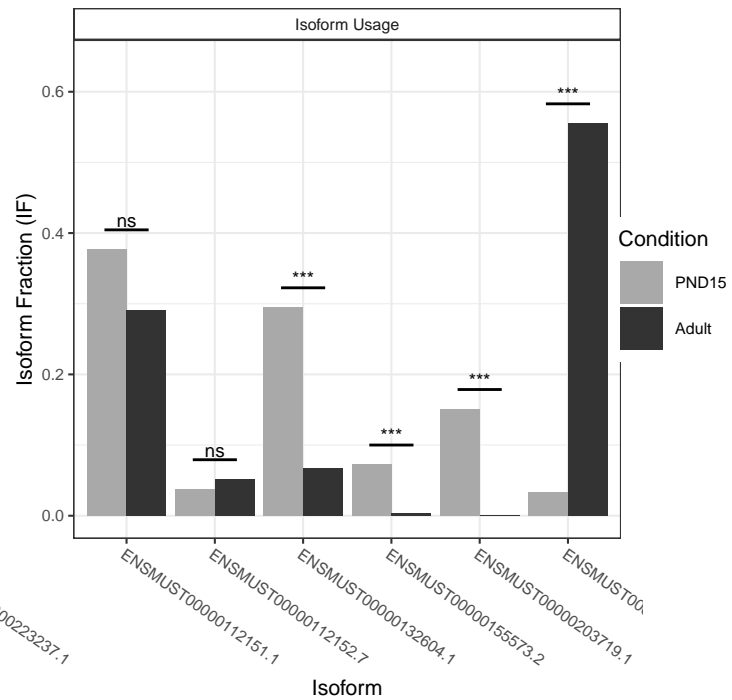 Isoform Usage
Isoform Fraction (IF)
0.6
0.4
0.2
0.0
ns
ns
***
***
***
***
Condition
PND15
Adult
00223237.1
ENSMUST00000112151.1
ENSMUST00000112152.7
ENSMUST00000132604.1
ENSMUST00000155573.2
ENSMUST00000203719.1
ENSMUST00
Isoform